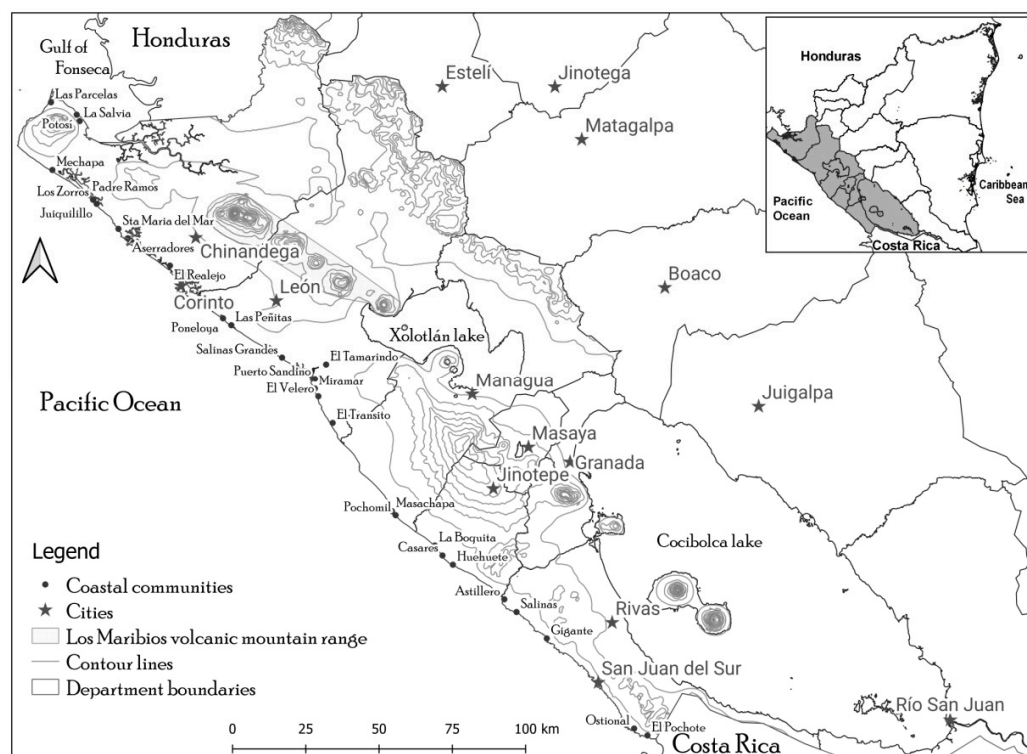 Gulf of
Fonseca
Honduras
Las Parcelas
La Salvia
Potosí
Mechapa
Los Zorros
Padre Ramos
Juiquilillo
Sta Maria del Mar
Aserradores
Chinandega
El Realejo
Corinto
León
Las Peñitas
Poneloya
Salinas Grandes
El Tamarindo
Puerto Sandino
Miramar
El Velero
El Transito
Estelí
Jinotega
Matagalpa
Boaco
Juigalpa
Xolotlán lake
Managua
Masaya
Granada
Jinotepe
Pacific Ocean
Pochomil
Masachapa
La Boquita
Casares
Huehuete
Astillero
Salinas
Gigante
Cocibolca lake
Rivas
San Juan del Sur
Río San Juan
Ostional
El Pochote
Costa Rica
Honduras
Pacific
Ocean
Caribbean
Sea
Costa Rica
Legend
Coastal communities
Cities
Los Maribios volcanic mountain range
Contour lines
Department boundaries
0 25 50 75 100 km